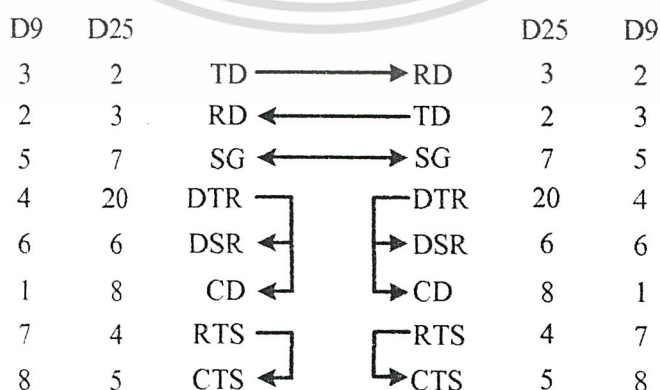 D9 D25 D25 D9
3 2 TD RD 3 2
2 3 RD TD 2 3
5 7 SG SG 7 5
4 20 DTR DTR 20 4
6 6 DSR DSR 6 6
1 8 CD CD 8 1
7 4 RTS RTS 4 7
8 5 CTS CTS 5 8